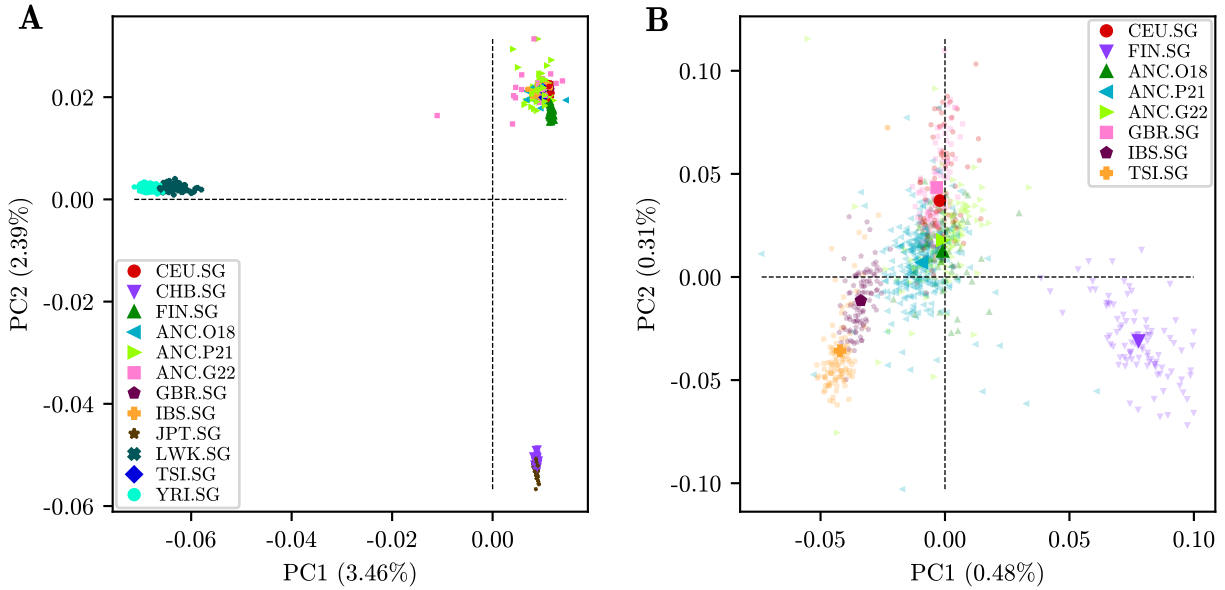 A
0.02
0.00
-0.02
-0.04
-0.06
PC2 (2.39%)
CEU.SG
CHB.SG
FIN.SG
ANC.O18
ANC.P21
ANC.G22
GBR.SG
IBS.SG
JPT.SG
LWK.SG
TSI.SG
YRI.SG
-0.06
-0.04
-0.02
0.00
PC1 (3.46%)
B
0.10
0.05
0.00
-0.05
-0.10
PC2 (0.31%)
CEU.SG
FIN.SG
ANC.O18
ANC.P21
ANC.G22
GBR.SG
IBS.SG
TSI.SG
-0.05
0.00
0.05
0.10
PC1 (0.48%)